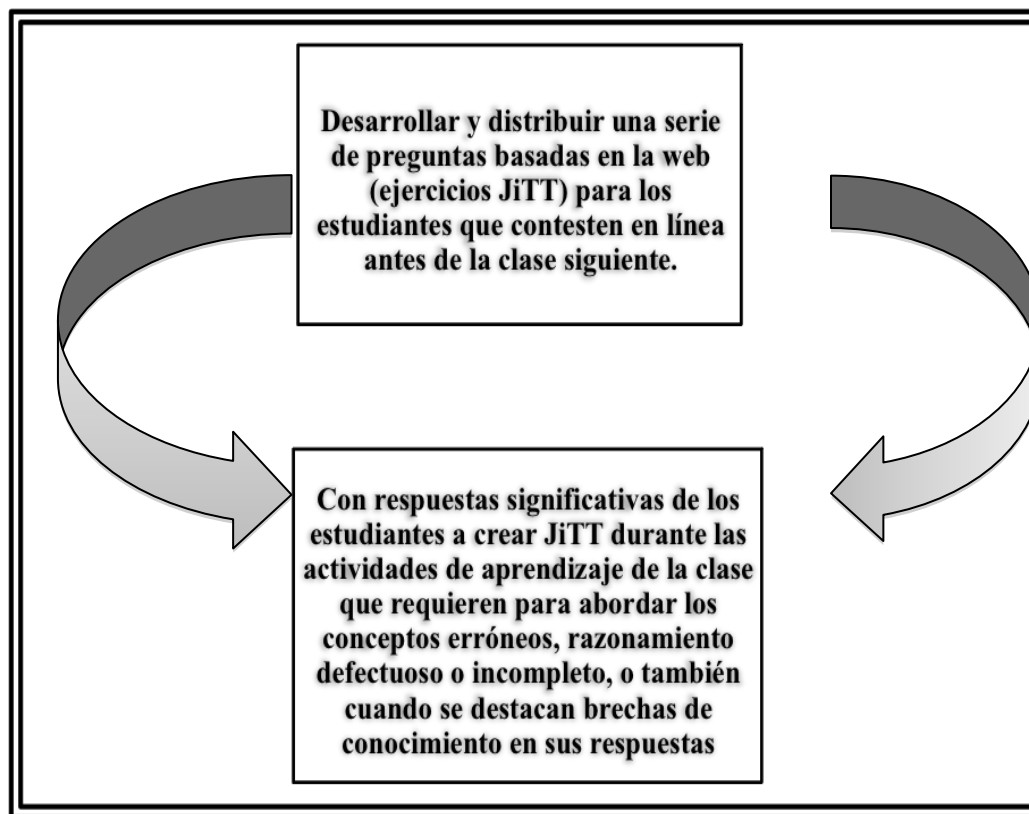 Desarrollar y distribuir una serie
de preguntas basadas en la web
(ejercicios JiTT) para los
estudiantes que contesten en línea
antes de la clase siguiente.
Con respuestas significativas de los
estudiantes a crear JiTT durante las
actividades de aprendizaje de la clase
que requieren para abordar los
conceptos erróneos, razonamiento
defectuoso o incompleto, o también
cuando se destacan brechas de
conocimiento en sus respuestas